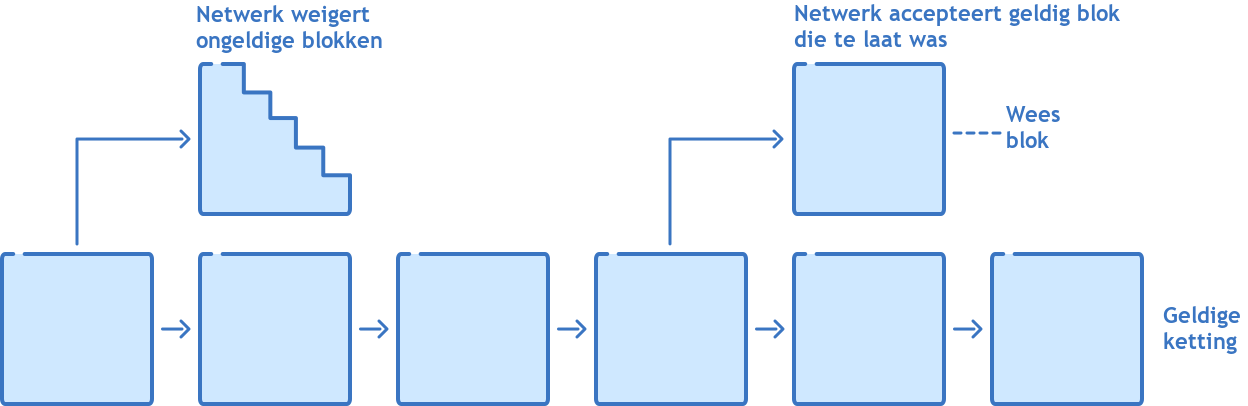 Netwerk weigert
ongeldige blokken
Netwerk accepteert geldig blok
die te laat was
Wees
blok
Geldige
ketting